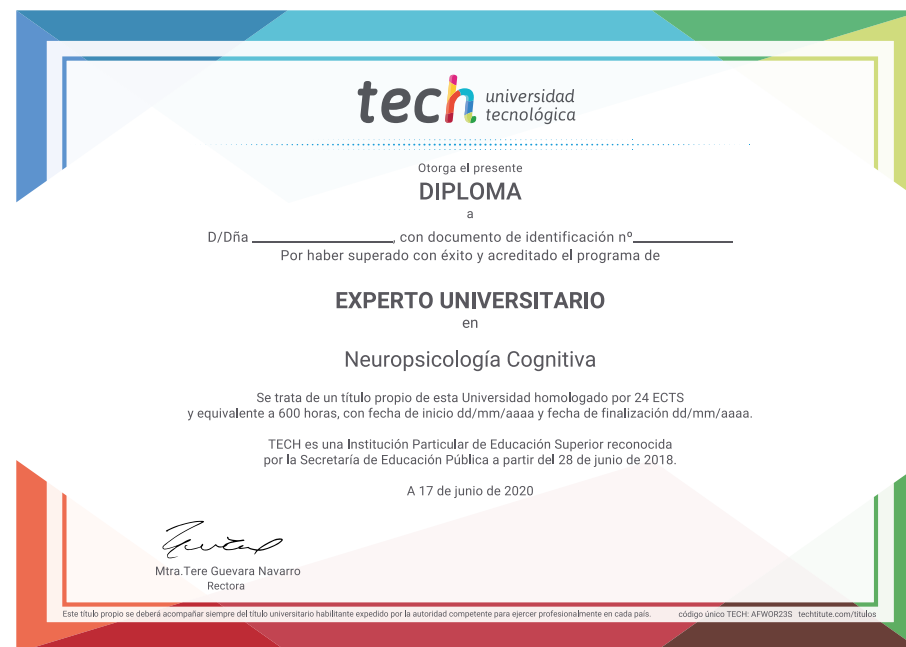 tech universidad
tecnológica
Otorga el presente
DIPLOMA
a
D/Dña ____________________, con documento de identificación nº______________
Por haber superado con éxito y acreditado el programa de
EXPERTO UNIVERSITARIO
en
Neuropsicología Cognitiva
Se trata de un título propio de esta Universidad homologado por 24 ECTS
y equivalente a 600 horas, con fecha de inicio dd/mm/aaaa y fecha de finalización dd/mm/aaaa.
TECH es una Institución Particular de Educación Superior reconocida
por la Secretaría de Educación Pública a partir del 28 de junio de 2018.
A 17 de junio de 2020
Mtra.Tere Guevara Navarro
Rectora
Este título propio se deberá acompañar siempre del título universitario habilitante expedido por la autoridad competente para ejercer profesionalmente en cada país. código único TECH: AFWOR23S techtitute.com/titulos